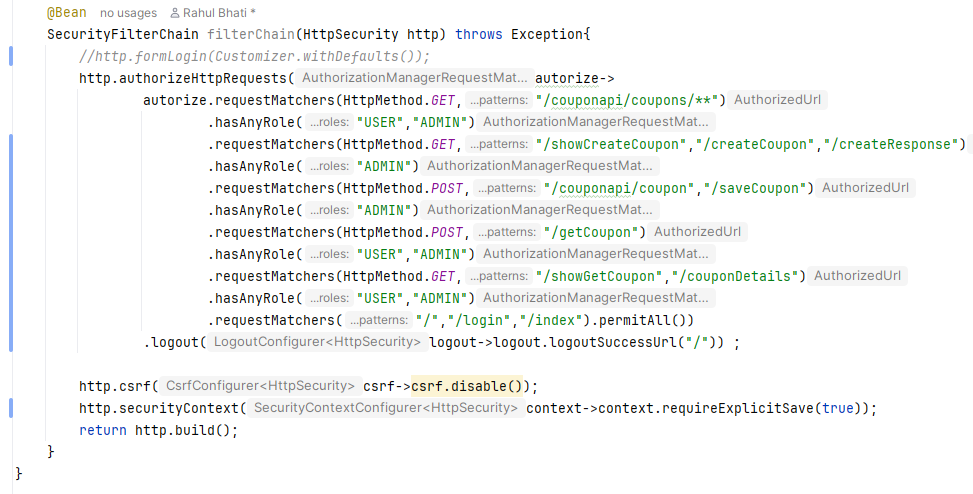 @Bean no usages Rahul Bhati *
SecurityFilterChain filterChain(HttpSecurity http) throws Exception{
//http.formLogin(Customizer.withDefaults());
http.authorizeHttpRequests( AuthorizationManagerRequestMat... autorize->
autorize.requestMatchers(HttpMethod.GET, ...patterns: "/couponapi/coupons/**") AuthorizedUrl
.hasAnyRole( ...roles: "USER","ADMIN") AuthorizationManagerRequestMat...
.requestMatchers(HttpMethod.GET, ...patterns: "/showCreateCoupon","/createCoupon","/createResponse")
.hasAnyRole( ...roles: "ADMIN") AuthorizationManagerRequestMat...
.requestMatchers(HttpMethod.POST, ...patterns: "/couponapi/coupon","/saveCoupon") AuthorizedUrl
.hasAnyRole( ...roles: "ADMIN") AuthorizationManagerRequestMat...
.requestMatchers(HttpMethod.POST, ...patterns: "/getCoupon") AuthorizedUrl
.hasAnyRole( ...roles: "USER","ADMIN") AuthorizationManagerRequestMat...
.requestMatchers(HttpMethod.GET, ...patterns: "/showGetCoupon","/couponDetails") AuthorizedUrl
.hasAnyRole( ...roles: "USER","ADMIN") AuthorizationManagerRequestMat...
.requestMatchers( ...patterns: "/","/login","/index").permitAll())
.logout( LogoutConfigurer<HttpSecurity> logout->logout.logoutSuccessUrl("/")) ;
http.csrf( CsrfConfigurer<HttpSecurity> csrf->csrf.disable());
http.securityContext( SecurityContextConfigurer<HttpSecurity> context->context.requireExplicitSave(true));
return http.build();
}
}